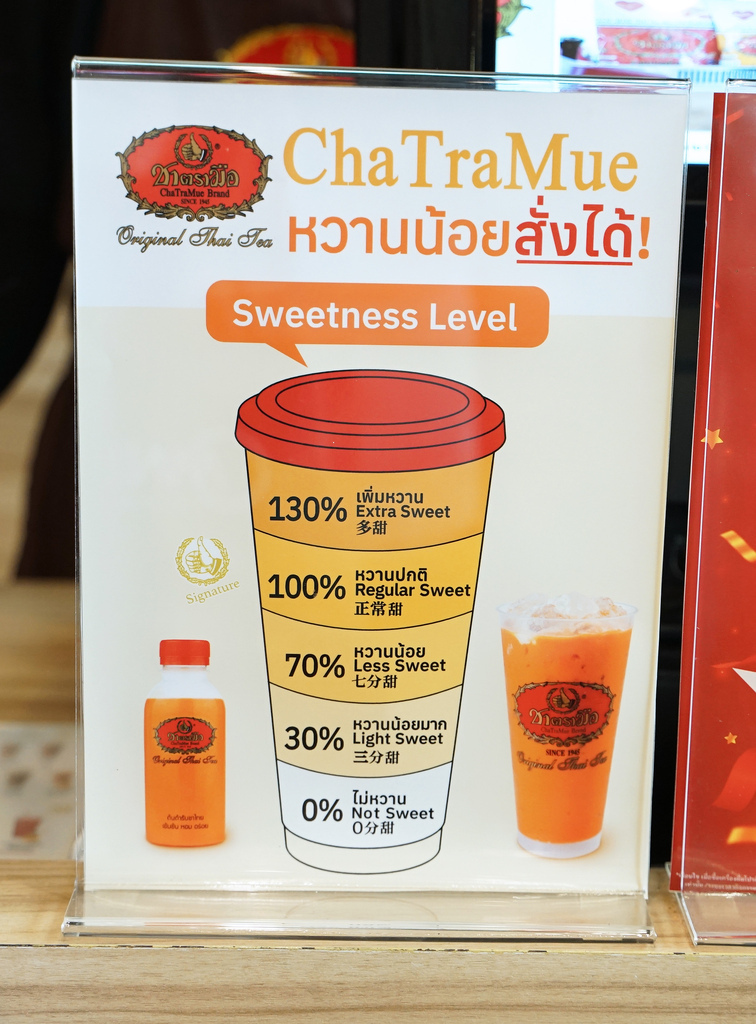 ชาตรามือ
ChaTraMue Brand
SINCE 1945
Original Thai Tea
ChaTraMue
หวานน้อยสั่งได้!
Sweetness Level
130% เพิ่มหวาน
Extra Sweet
多甜
100% หวานปกติ
Regular Sweet
正常甜
70% หวานน้อย
Less Sweet
七分甜
30% หวานน้อยมาก
Light Sweet
三分甜
0% ไม่หวาน
Not Sweet
0分甜
Signature
ชาตรามือ
ChaTraMue Brand
Original Thai Tea
ชาตรามือ
ChaTraMue Brand
SINCE 1945
Original Thai Tea